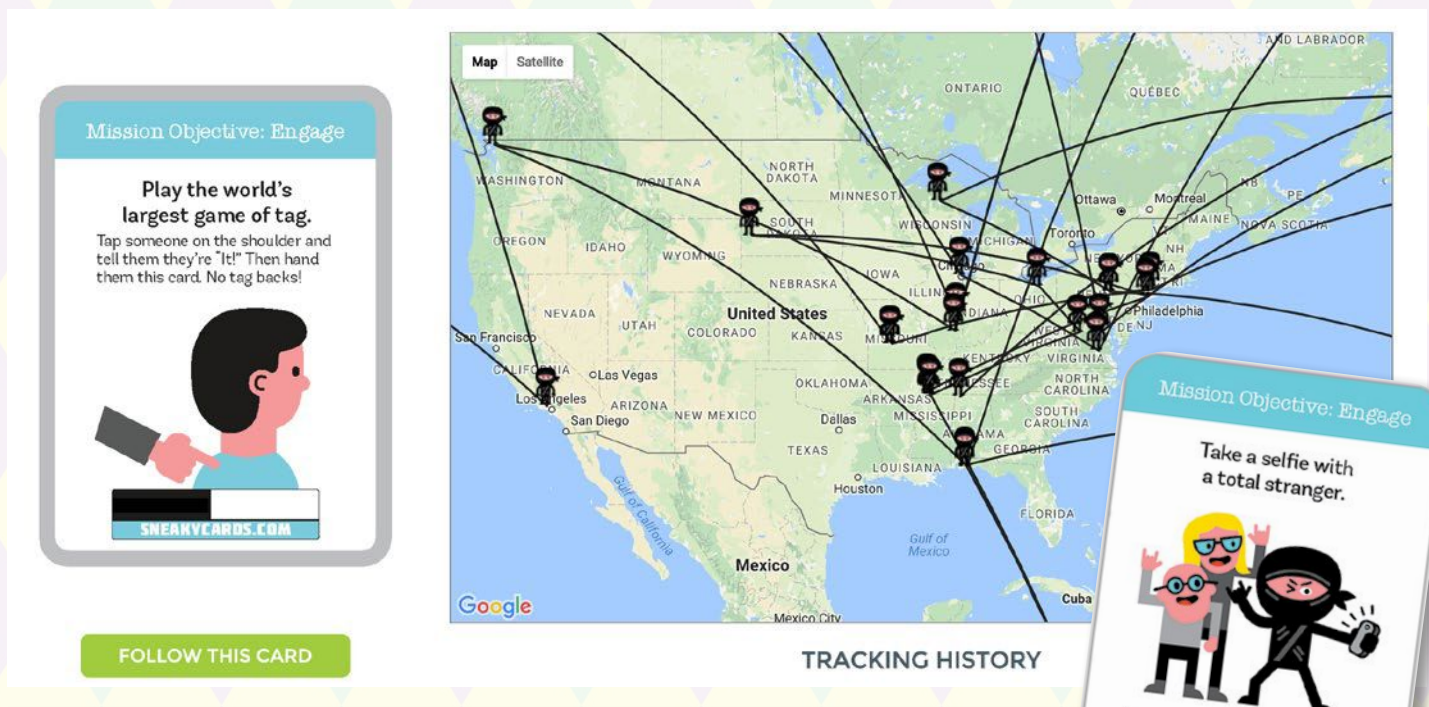 Mission Objective: Engage
Play the world's
largest game of tag.
Tap someone on the shoulder and
tell them they're "It!" Then hand
them this card. No tag backs!
SNEAKYCARDS.COM
FOLLOW THIS CARD
Map Satellite
AND LABRADOR
ONTARIO
QUÉBEC
WASHINGTON
MONTANA
NORTH
DAKOTA
MINNESOTA
Ottawa
Montreal
NB
PE
MAINE
NOVA SCOTIA
OREGON
IDAHO
SOUTH
WISCONSIN
MICHIGAN
Toronto
NH
WYOMING
IOWA
NEBRASKA
ILLIN
OHIO
Philadelphia
NEVADA
UTAH
COLORADO
United States
KANSAS
INDIANA
DE NJ
San Francisco
WEST
VIRGINIA
VIRGINIA
KENTUCKY
Las Vegas
OKLAHOMA
NORTH
CAROLINA
ARKANSAS
ARIZONA
NEW MEXICO
Dallas
MISSISSIPPI
SOUTH
CAROLINA
San Diego
TEXAS
LOUISIANA
GEORGIA
Houston
FLORIDA
Gulf of
California
Gulf of
Mexico
Mexico
Cuba
Mexico City
Google
TRACKING HISTORY
Mission Objective: Engage
Take a selfie with
a total stranger.